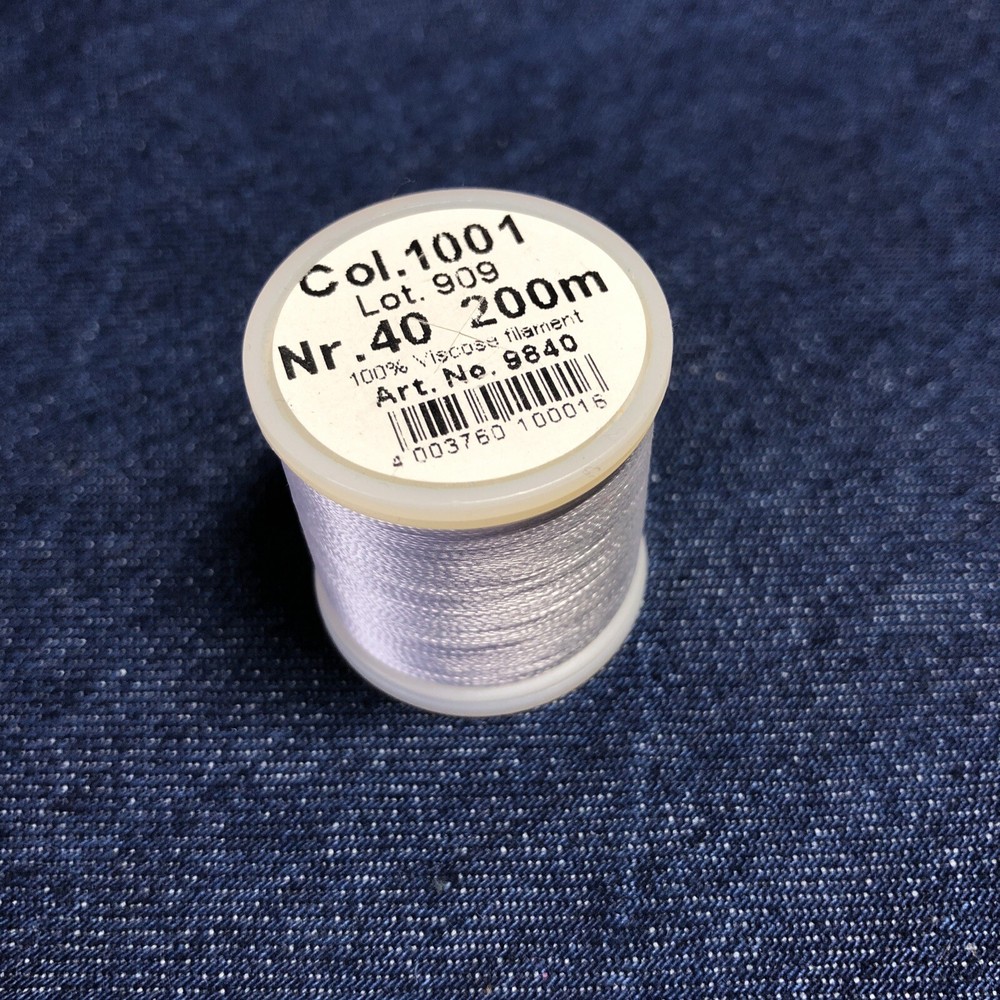 Col.1001
Lot. 909
Nr.40 200m
100% Viscose filament
Art. No. 9840
4 003760 100016